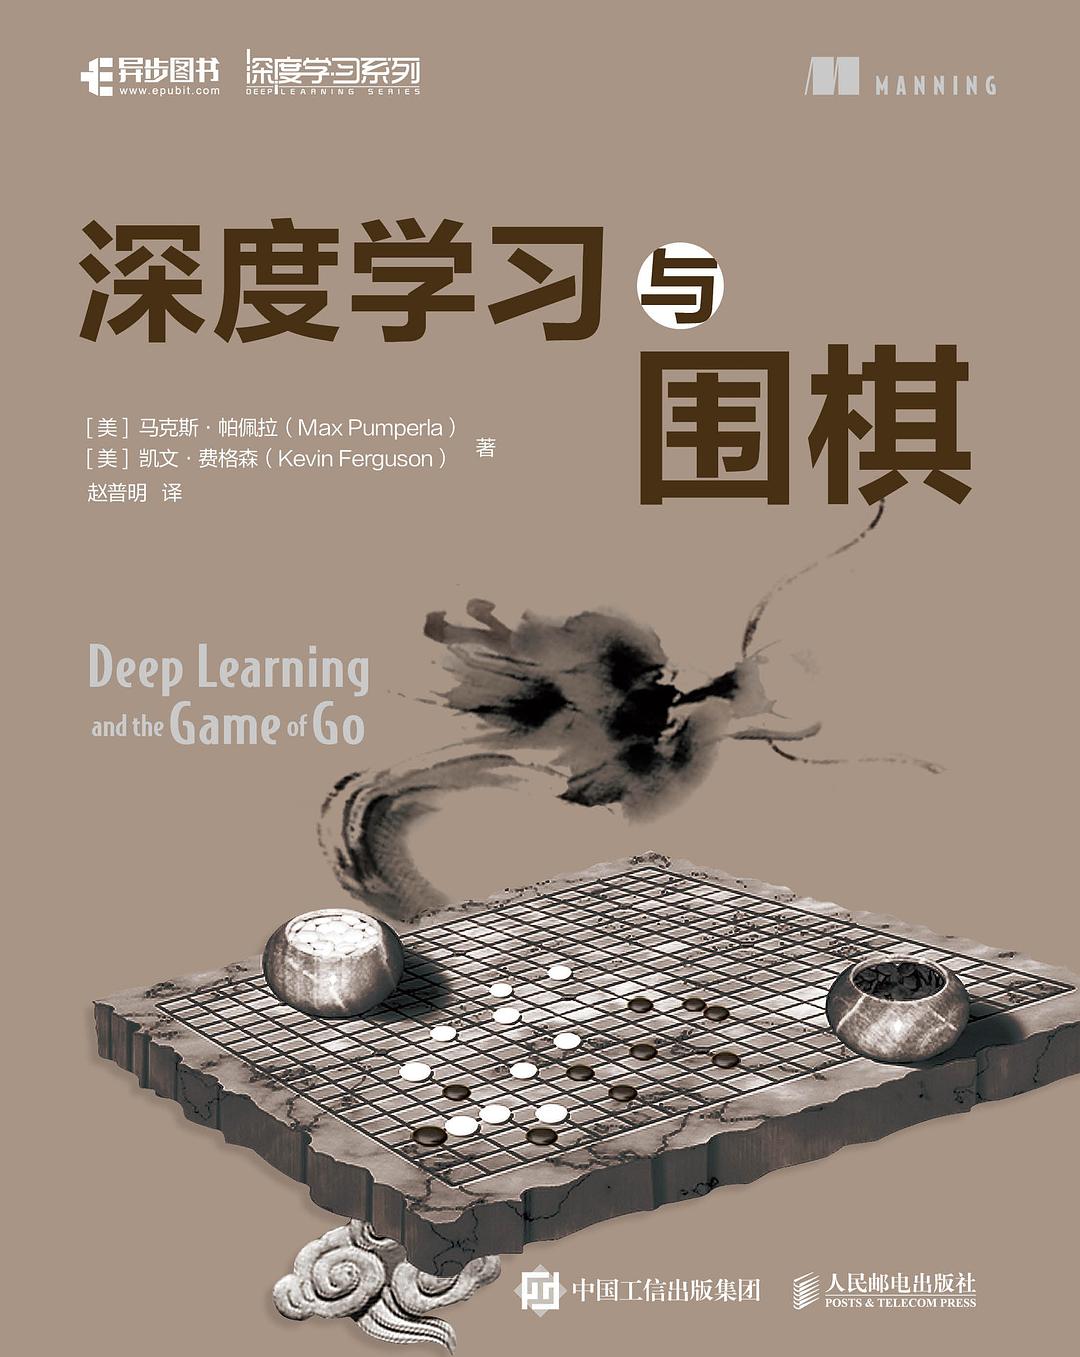 异步图书
www.epubit.com
深度学习系列
DEEP LEARNING SERIES
MANNING
深度学习与
围棋
［美］马克斯·帕佩拉（Max Pumperla）
［美］凯文·费格森（Kevin Ferguson）
著
赵普明 译
Deep Learning
and the Game of Go
中国工信出版集团
人民邮电出版社
POSTS & TELECOM PRESS